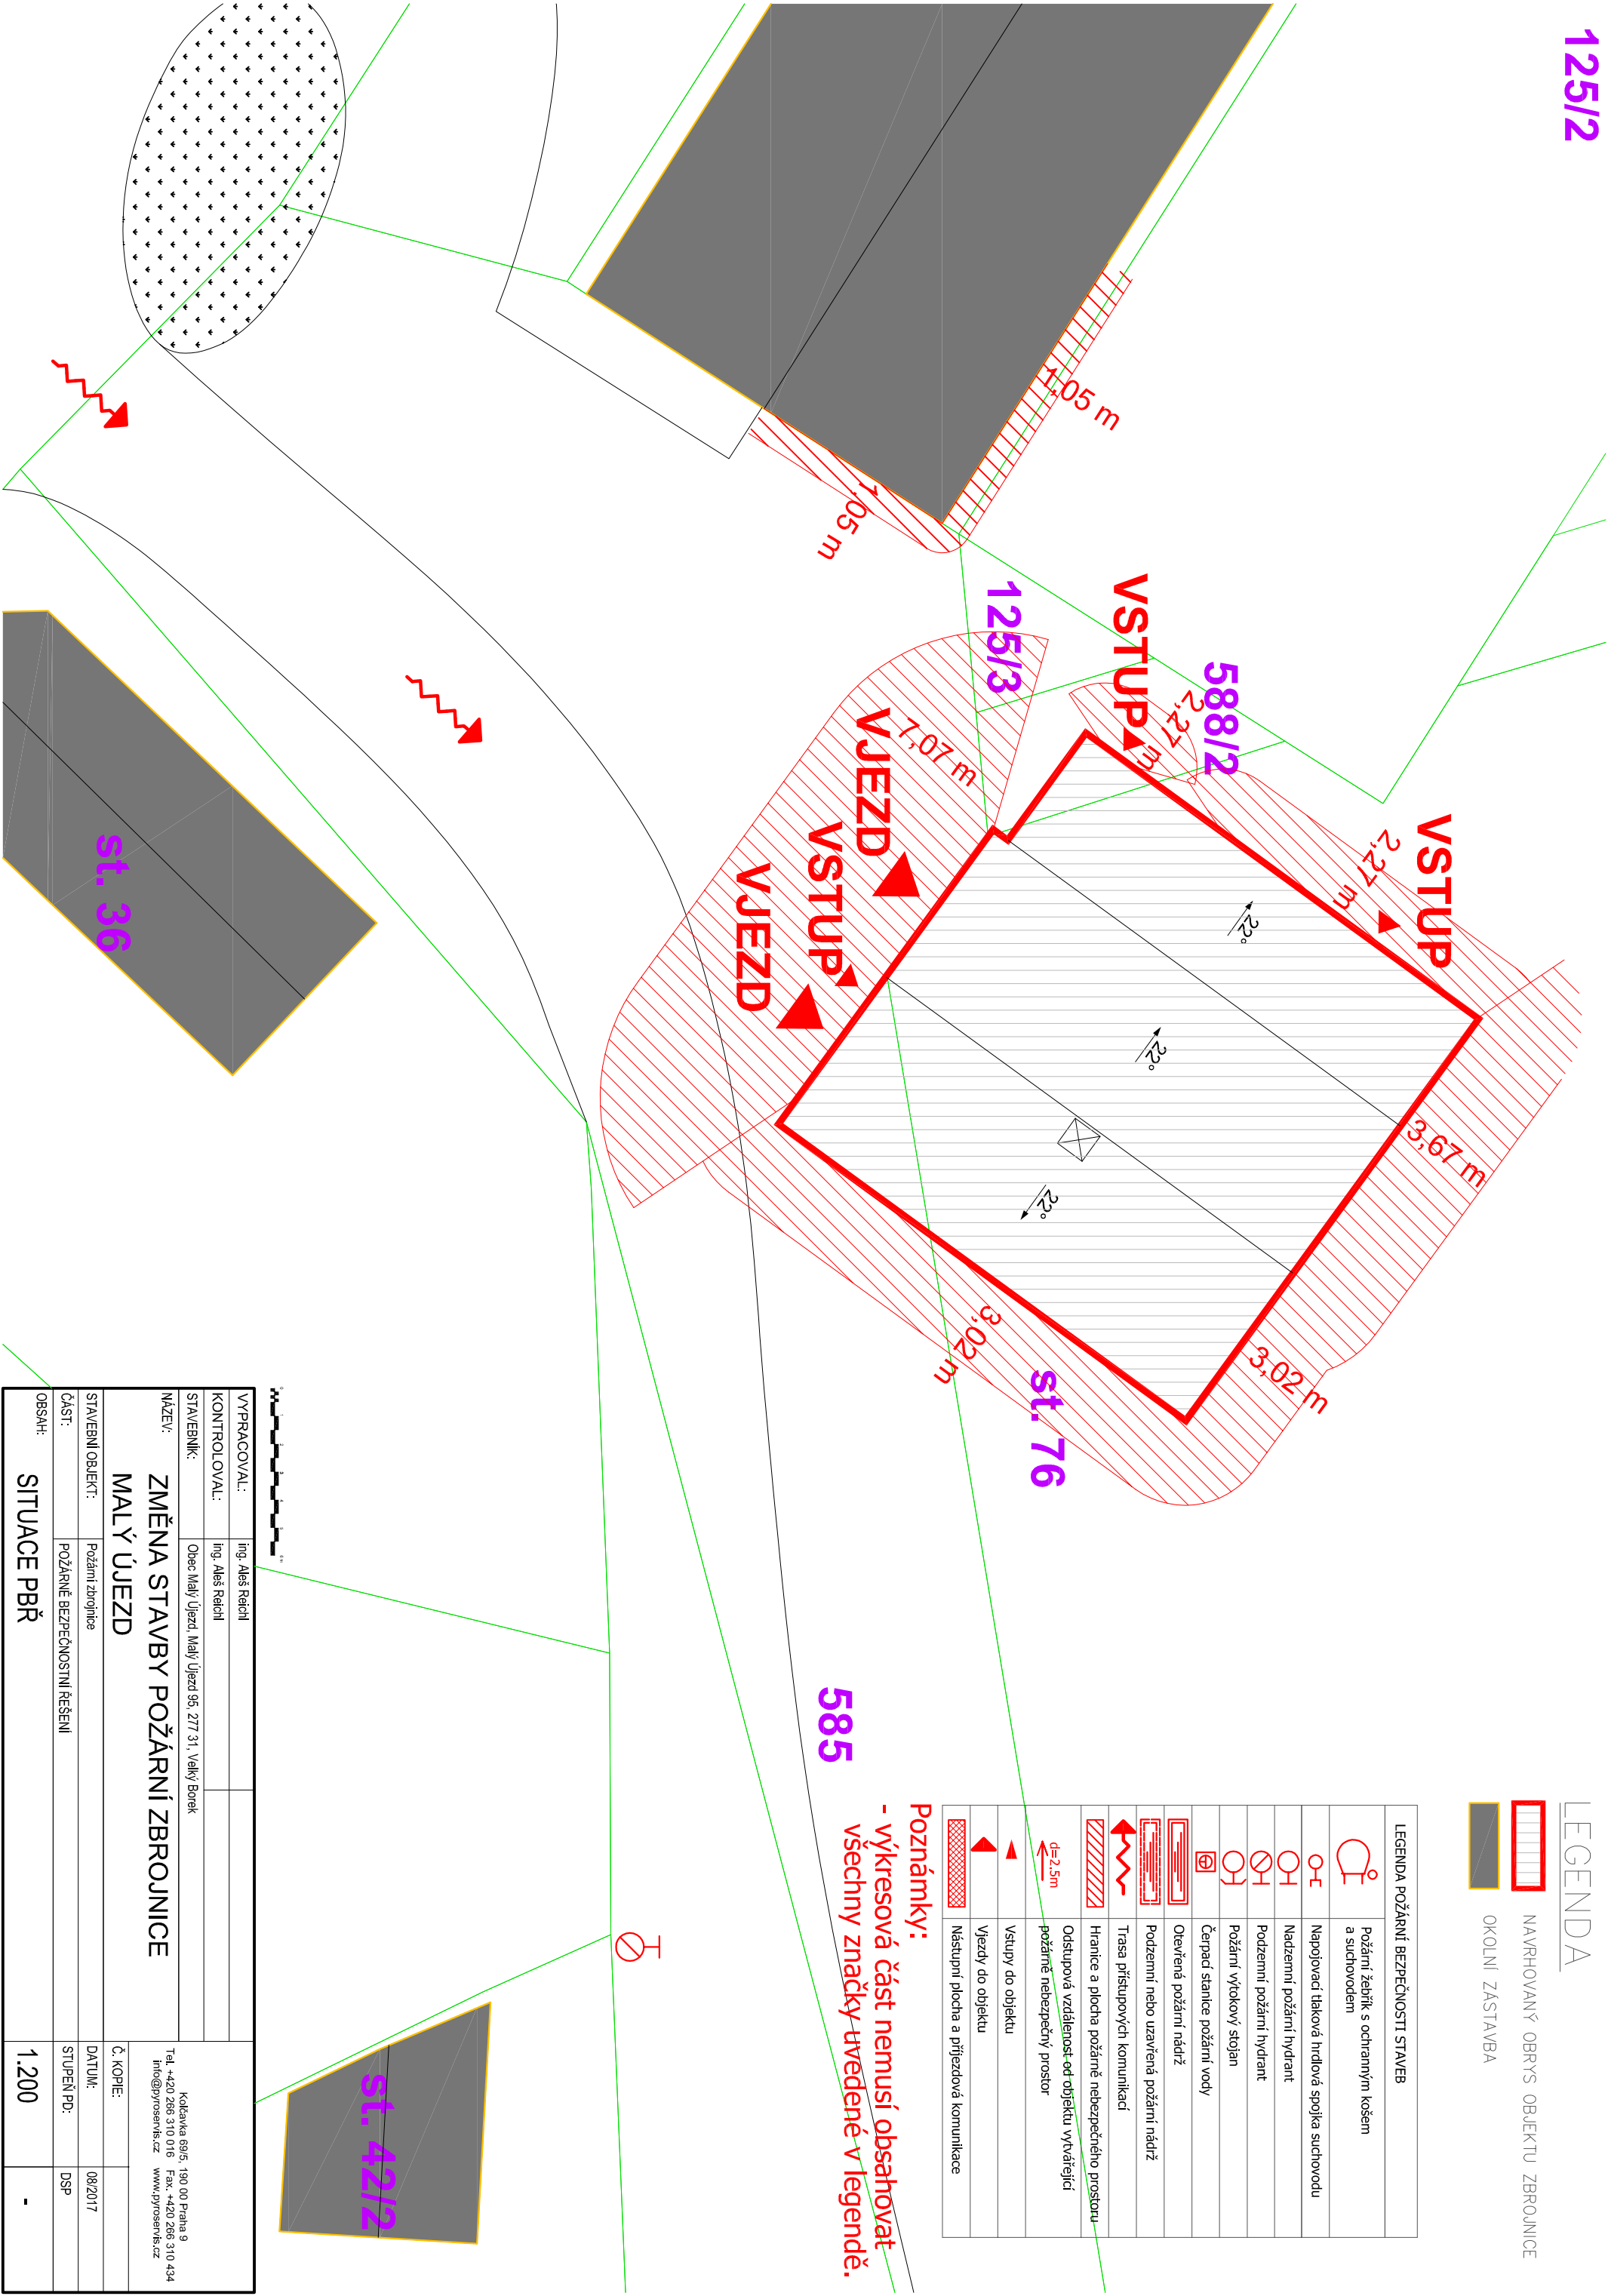 125/2
1,05 m
1,05 m
125/3
588/2
VSTUP
2,27 m
VSTUP
2,27 m
7,07 m
VJEZD
VSTUP
VJEZD
22°
22°
22°
3,67 m
3,02 m
3,02 m
st. 76
st. 36
585
st. 42/2
LEGENDA
NAVRHOVANÝ OBRYS OBJEKTU ZBROJNICE
OKOLNÍ ZÁSTAVBA
LEGENDA POŽÁRNÍ BEZPEČNOSTI STAVEB
Požární žebřík s ochranným košem
a suchovodem
Napojovací tlaková hrdlová spojka suchovodu
Nadzemní požární hydrant
Podzemní požární hydrant
Požární výtokový stojan
Čerpací stanice požární vody
Otevřená požární nádrž
Podzemní nebo uzavřená požární nádrž
Trasa přístupových komunikací
Hranice a plocha požárně nebezpečného prostoru
d=2.5m
Odstupová vzdálenost od objektu vytvářející
požárně nebezpečný prostor
Vstupy do objektu
Vjezdy do objektu
Nástupní plocha a příjezdová komunikace
Poznámky:
- výkresová část nemusí obsahovat
všechny značky uvedené v legendě.
VYPRACOVAL: ing. Aleš Reichl
KONTROLOVAL: ing. Aleš Reichl
STAVEBNÍK: Obec Malý Újezd, Malý Újezd 95, 277 31, Velký Borek
Kolčavka 69/5, 190 00 Praha 9
Tel. +420 266 310 016 Fax. +420 266 310 434
info@pyroservis.cz www.pyroservis.cz
NÁZEV: ZMĚNA STAVBY POŽÁRNÍ ZBROJNICE
MALÝ ÚJEZD
Č. KOPIE:
STAVEBNÍ OBJEKT: Požární zbrojnice
DATUM: 08/2017
ČÁST: POŽÁRNĚ BEZPEČNOSTNÍ ŘEŠENÍ
STUPEŇ PD: DSP
OBSAH: SITUACE PBŘ
1:200 -